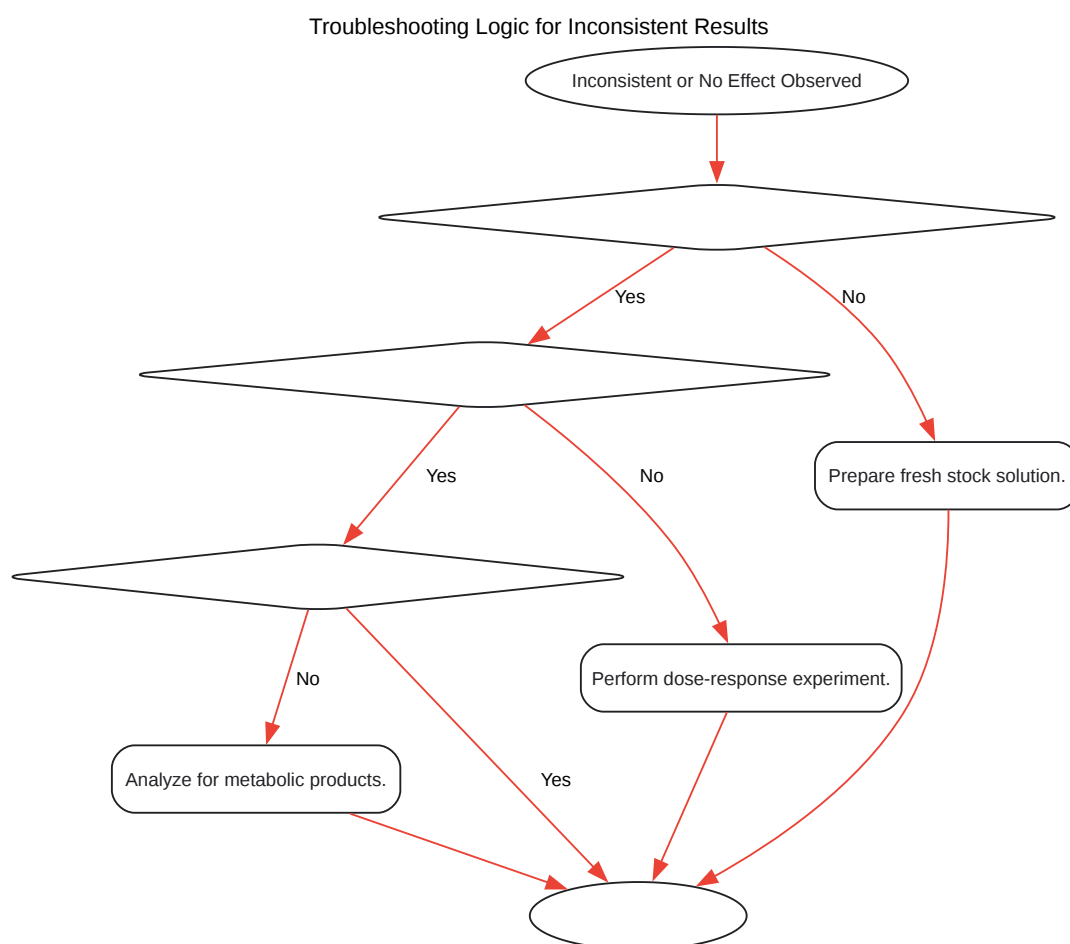 Troubleshooting Logic for Inconsistent Results
Inconsistent or No Effect Observed
Yes
No
Yes
No
Prepare fresh stock solution.
No
Perform dose-response experiment.
Analyze for metabolic products.
Yes